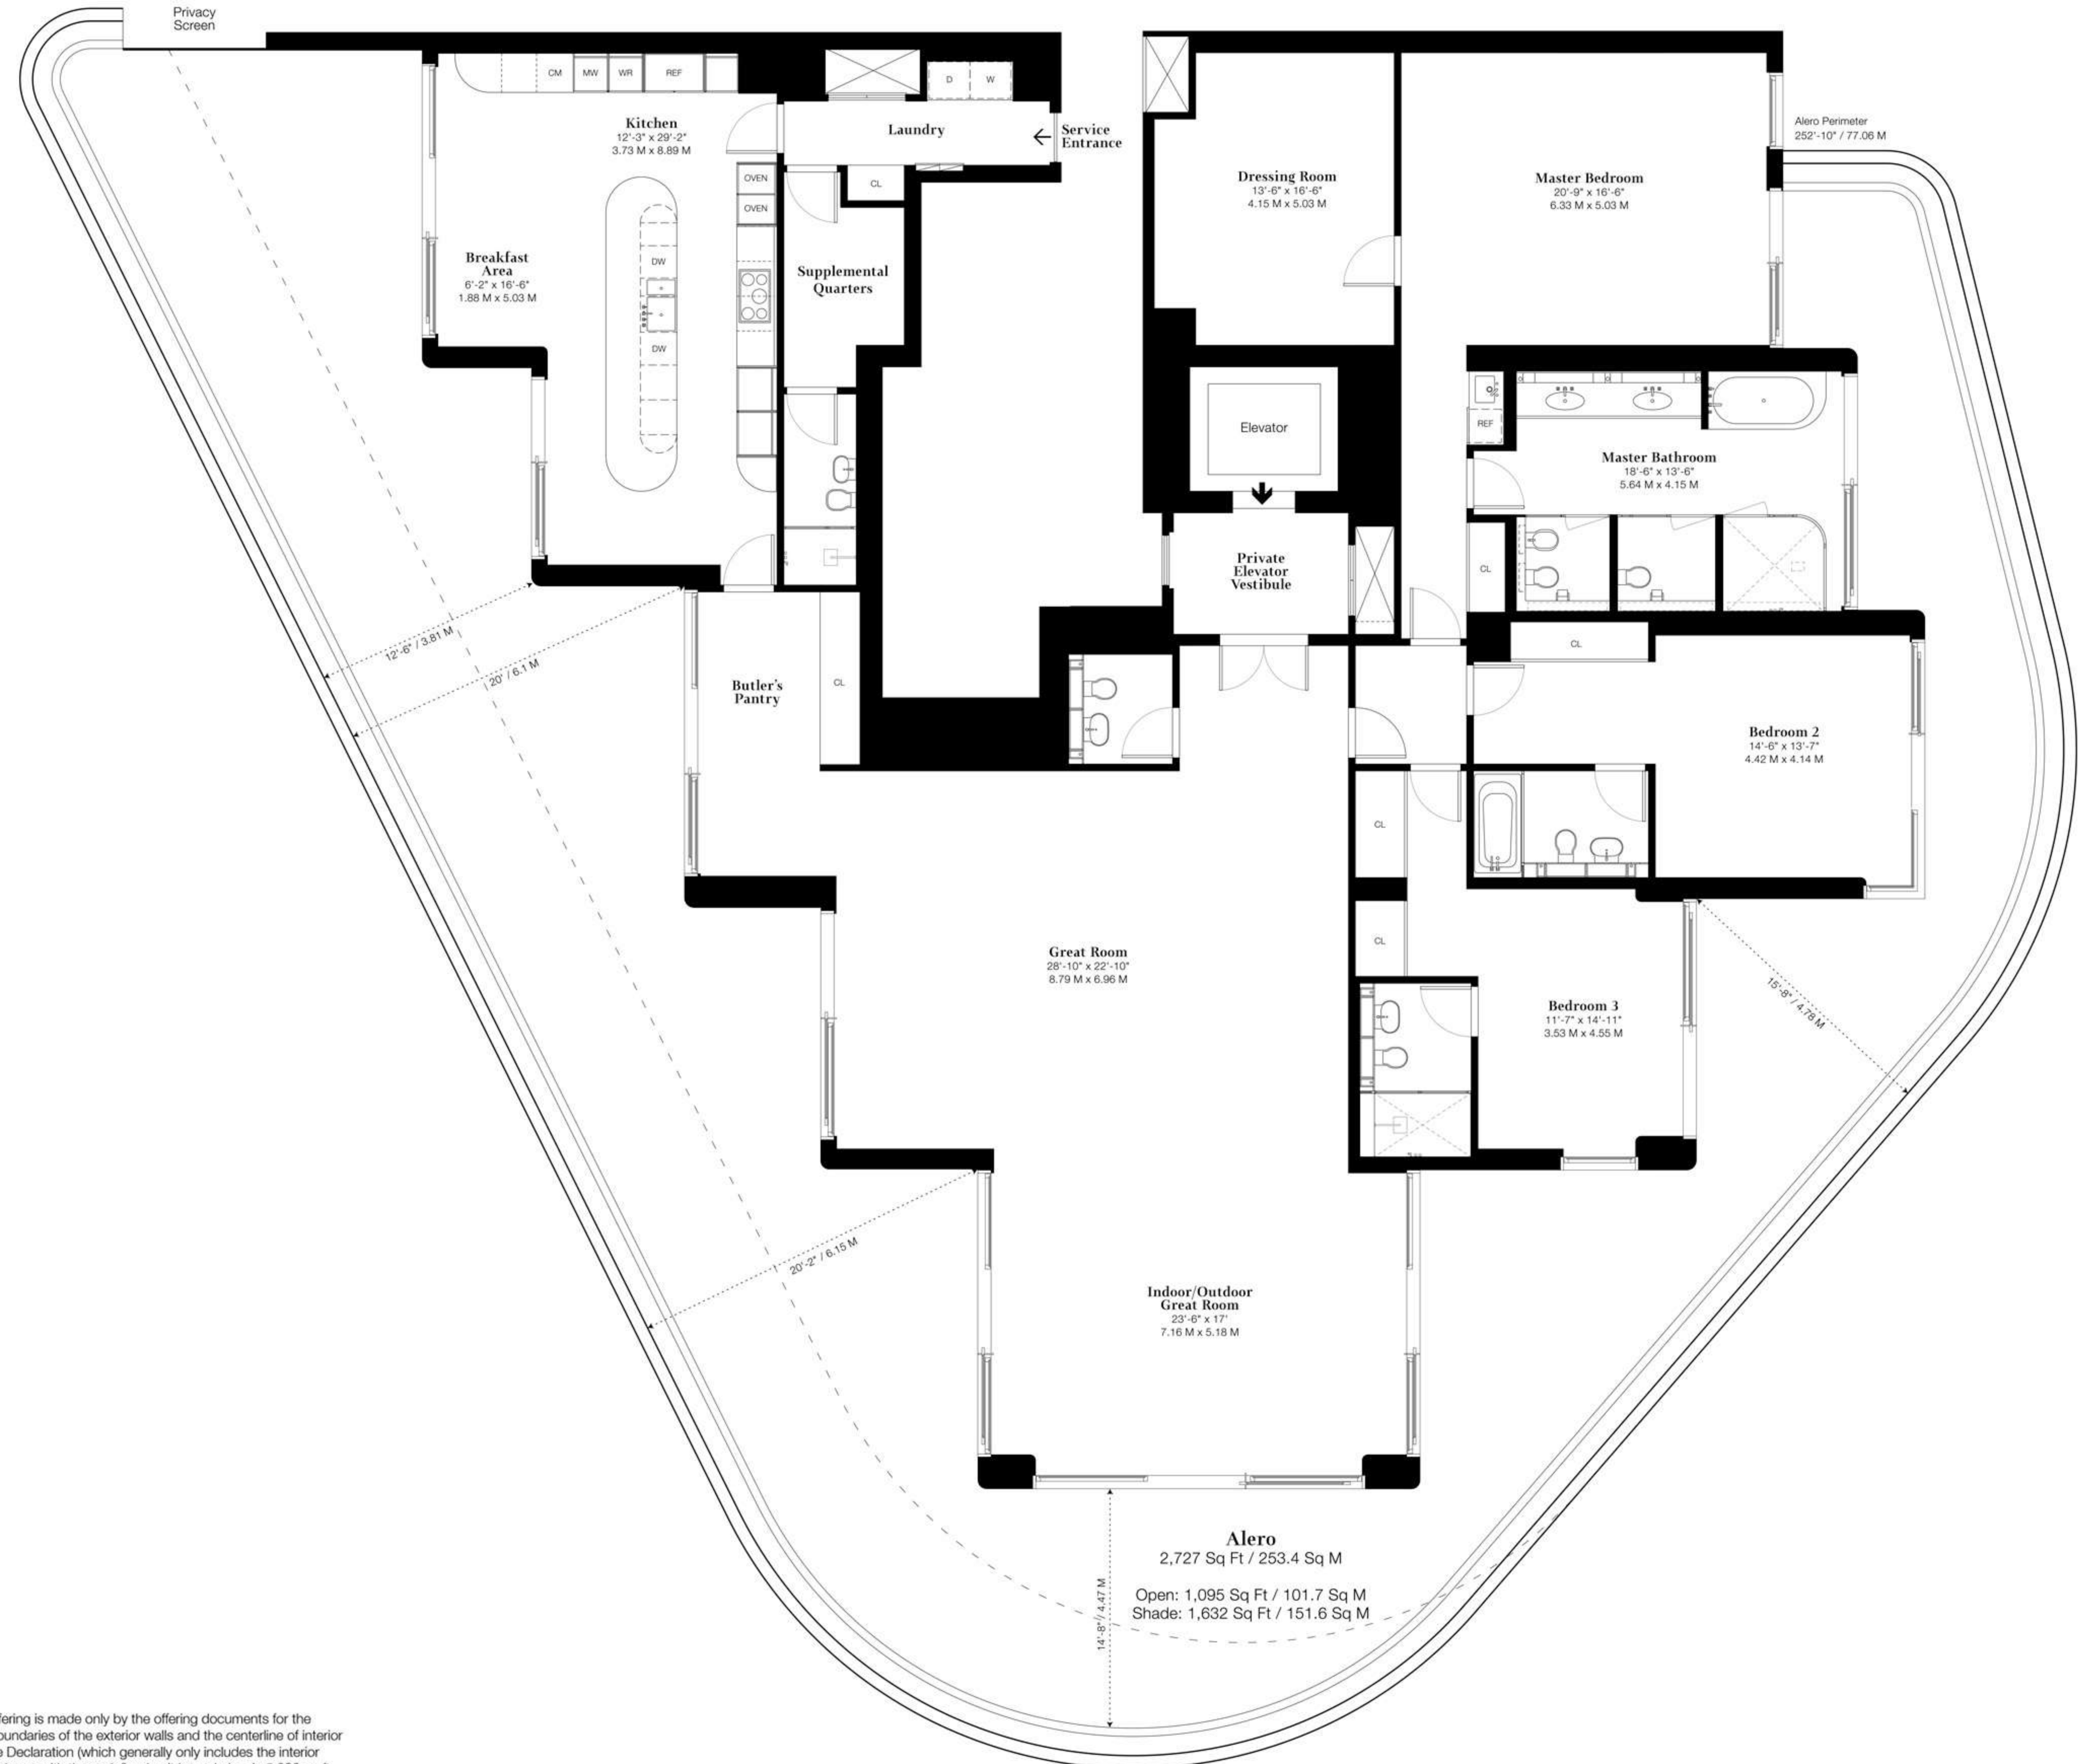 Privacy
Screen
CM
MW
WR
REF
D
W
Kitchen
12'-3" x 29'-2"
3.73 M x 8.89 M
Laundry
Service
Entrance
Alero Perimeter
252'-10" / 77.06 M
OVEN
OVEN
CL
Dressing Room
13'-6" x 16'-6"
4.15 M x 5.03 M
Master Bedroom
20'-9" x 16'-6"
6.33 M x 5.03 M
Breakfast
Area
6'-2" x 16'-6"
1.88 M x 5.03 M
DW
DW
Supplemental
Quarters
Elevator
REF
Master Bathroom
18'-6" x 13'-6"
5.64 M x 4.15 M
Private
Elevator
Vestibule
CL
12'-6" / 3.81 M
20' / 6.1 M
Butler's
Pantry
CL
CL
Bedroom 2
14'-6" x 13'-7"
4.42 M x 4.14 M
CL
CL
Great Room
28'-10" x 22'-10"
8.79 M x 6.96 M
Bedroom 3
11'-7" x 14'-11"
3.53 M x 4.55 M
15'-8" / 4.78 M
20'-2" / 6.15 M
Indoor/Outdoor
Great Room
23'-6" x 17'
7.16 M x 5.18 M
14'-8" / 4.47 M
Alero
2,727 Sq Ft / 253.4 Sq M
Open: 1,095 Sq Ft / 101.7 Sq M
Shade: 1,632 Sq Ft / 151.6 Sq M
fering is made only by the offering documents for the
oundaries of the exterior walls and the centerline of interior
e Declaration (which generally only includes the interior